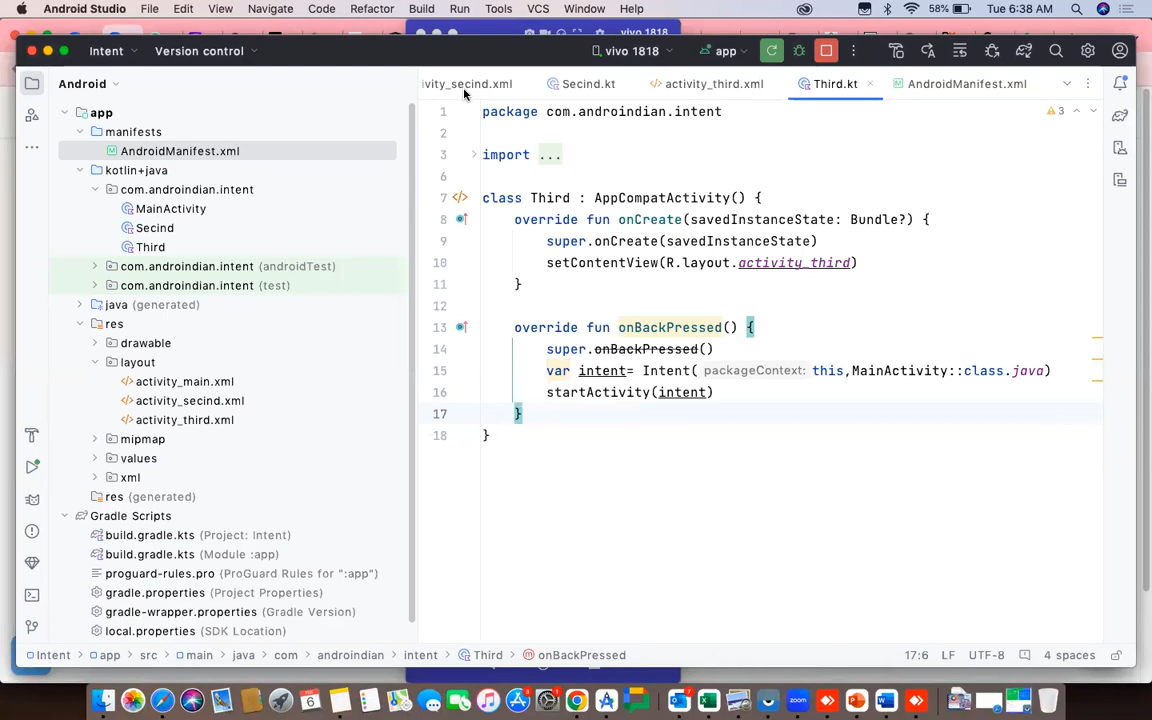 Android Studio File Edit View Navigate Code Refactor Build Run Tools VCS Window Help 58% Tue 6:38 AM
Intent Version control vivo 1818 app
Android ivity_secind.xml Secind.kt activity_third.xml Third.kt AndroidManifest.xml
app
manifests
AndroidManifest.xml
kotlin+java
com.androindian.intent
MainActivity
Secind
Third
com.androindian.intent (androidTest)
com.androindian.intent (test)
java (generated)
res
drawable
layout
activity_main.xml
activity_secind.xml
activity_third.xml
mipmap
values
xml
res (generated)
Gradle Scripts
build.gradle.kts (Project: Intent)
build.gradle.kts (Module :app)
proguard-rules.pro (ProGuard Rules for ":app")
gradle.properties (Project Properties)
gradle-wrapper.properties (Gradle Version)
local.properties (SDK Location)
1 package com.androindian.intent
3
2
3 import ...
6
7 class Third : AppCompatActivity() {
8 override fun onCreate(savedInstanceState: Bundle?) {
9 super.onCreate(savedInstanceState)
10 setContentView(R.layout.activity_third)
11 }
12
13 override fun onBackPressed() {
14 super.onBackPressed()
15 var intent= Intent( packageContext: this,MainActivity::class.java)
16 startActivity(intent)
17 }
18 }
Intent app src main java com androindian intent Third onBackPressed 17:6 LF UTF-8 4 spaces